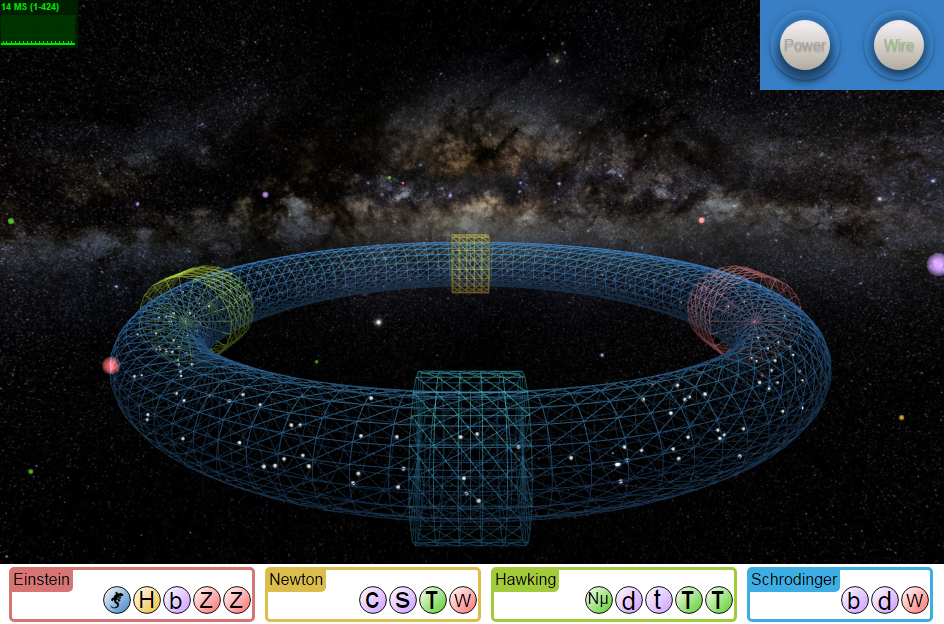 14 MS (1-424)
Power Wire
Einstein Newton Hawking Schrodinger
H b Z Z C S T W Nμ d t T T b d W